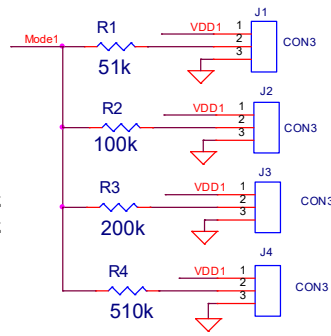 J1
R1
VDD1
1
Mode1
2
CON3
3
51k
J2
R2
VDD1
1
2
CON3
3
100k
J3
R3
VDD1
1
2
CON3
3
200k
J4
R4
VDD1
1
2
CON3
3
510k